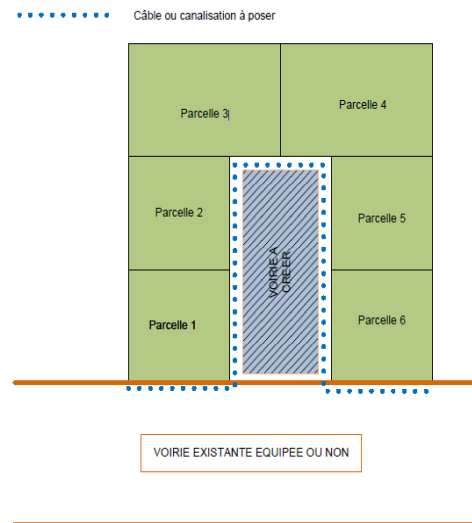 Câble ou canalisation à poser
Parcelle 3
Parcelle 4
Parcelle 2
Parcelle 5
VOIRIE A
CREER
Parcelle 1
Parcelle 6
VOIRIE EXISTANTE EQUIPEE OU NON